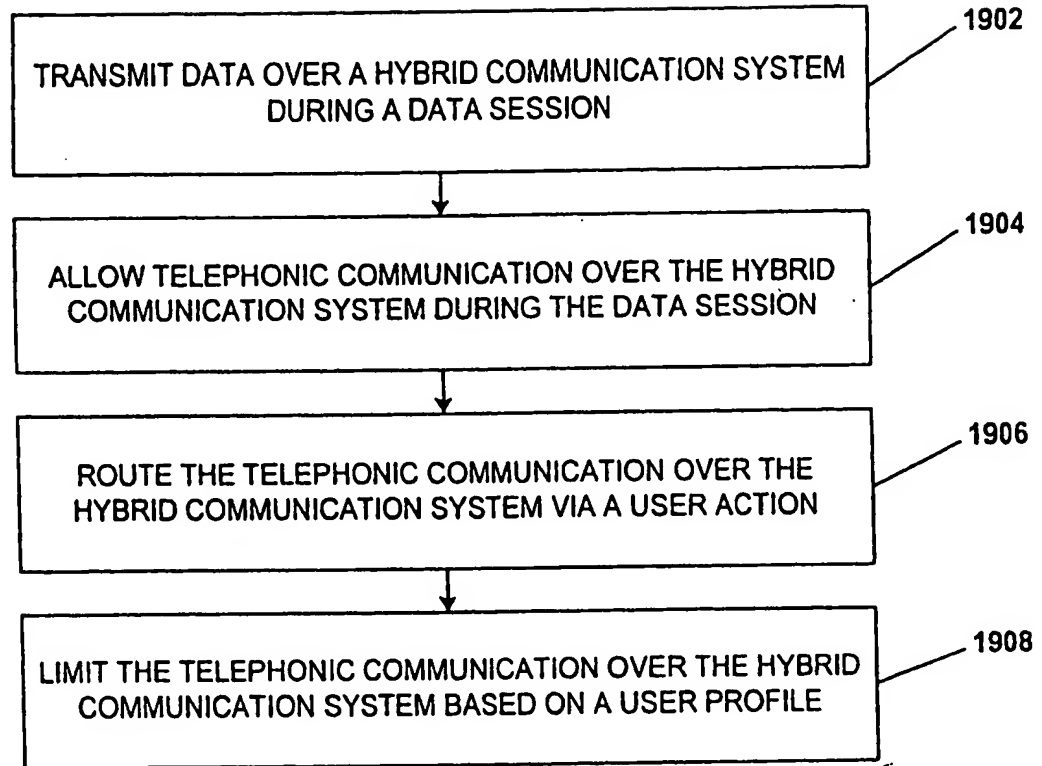 1902
TRANSMIT DATA OVER A HYBRID COMMUNICATION SYSTEM
DURING A DATA SESSION
1904
ALLOW TELEPHONIC COMMUNICATION OVER THE HYBRID
COMMUNICATION SYSTEM DURING THE DATA SESSION
1906
ROUTE THE TELEPHONIC COMMUNICATION OVER THE
HYBRID COMMUNICATION SYSTEM VIA A USER ACTION
1908
LIMIT THE TELEPHONIC COMMUNICATION OVER THE HYBRID
COMMUNICATION SYSTEM BASED ON A USER PROFILE